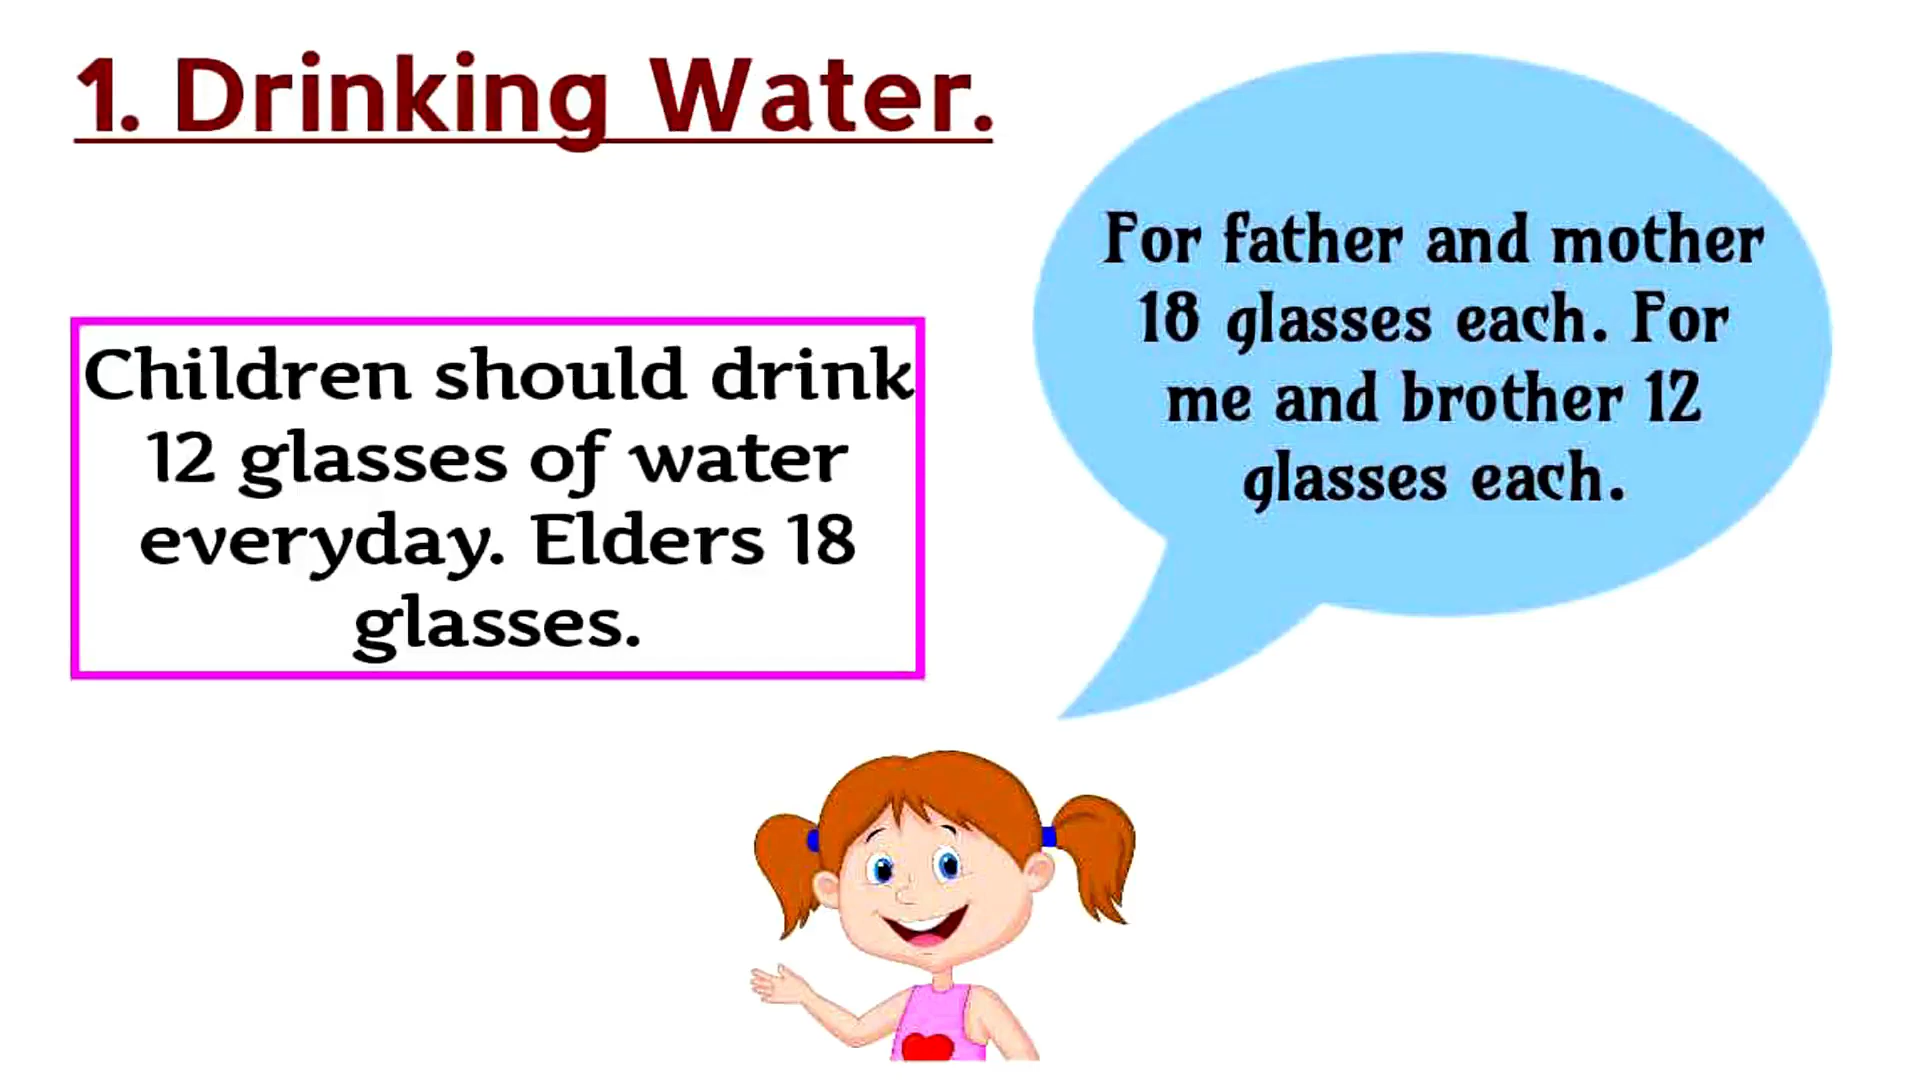 1. Drinking Water.
Children should drink
12 glasses of water
everyday. Elders 18
glasses.
For father and mother
18 glasses each. For
me and brother 12
glasses each.